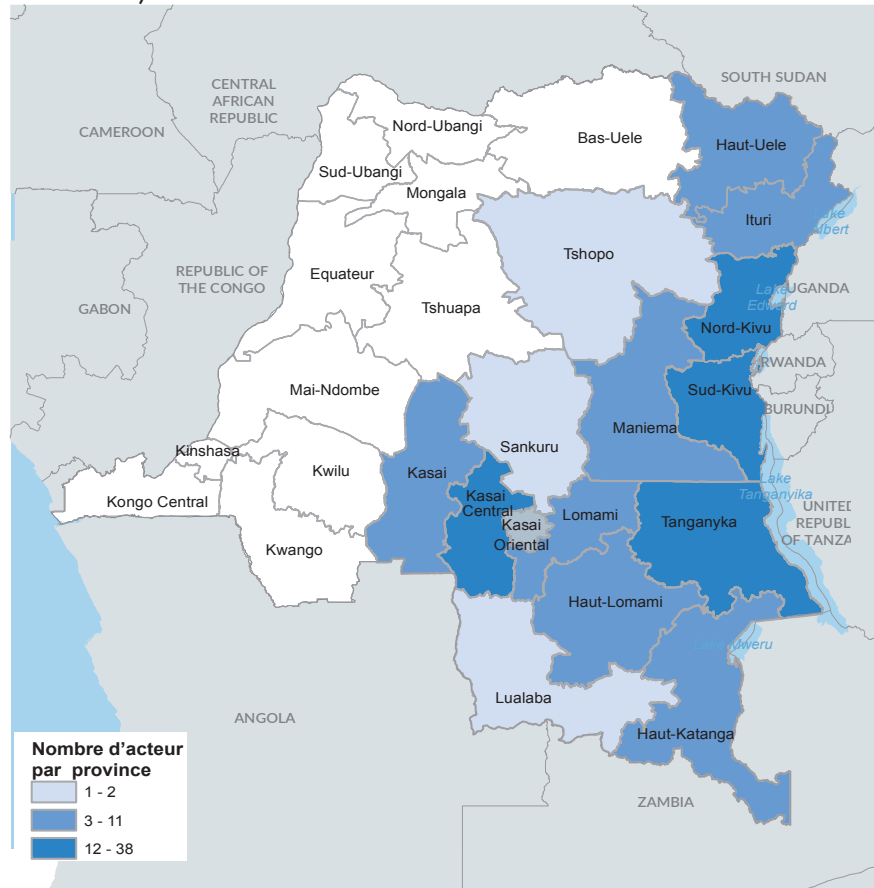 SOUTH SUDAN
CENTRAL
AFRICAN
REPUBLIC
CAMEROON
Nord-Ubangi
Bas-Uele
Haut-Uele
Sud-Ubangi
Mongala
Ituri
Lake
Albert
Tshopo
REPUBLIC OF
THE CONGO
Equateur
GABON
Tshuapa
Lake
Edward
UGANDA
Nord-Kivu
RWANDA
Mai-Ndombe
Sud-Kivu
BURUNDI
Maniema
Kinshasa
Sankuru
Kasai
Kwilu
Kongo Central
Kasai
Central
Lake
Tanganyika
Lomami
Tanganyika
Kasai
Oriental
UNITED
REPUBL
OF TANZA
Kwango
Haut-Lomami
Lake Mweru
Lualaba
ANGOLA
Haut-Katanga
ZAMBIA
Nombre d'acteur
par province
1 - 2
3 - 11
12 - 38